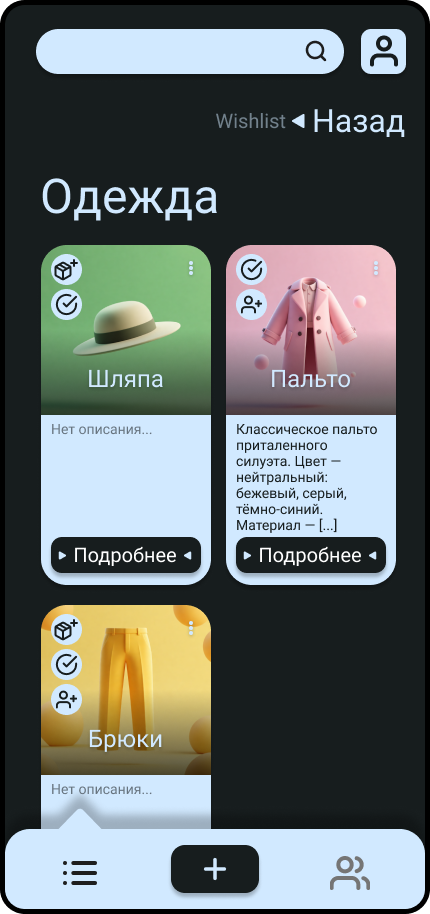 Wishlist ◂ Назад
Одежда
Шляпа
Нет описания...
▸ Подробнее ◂
Пальто
Классическое пальто
приталенного
силуэта. Цвет —
нейтральный:
бежевый, серый,
тёмно-синий.
Материал — [...]
▸ Подробнее ◂
Брюки
Нет описания...